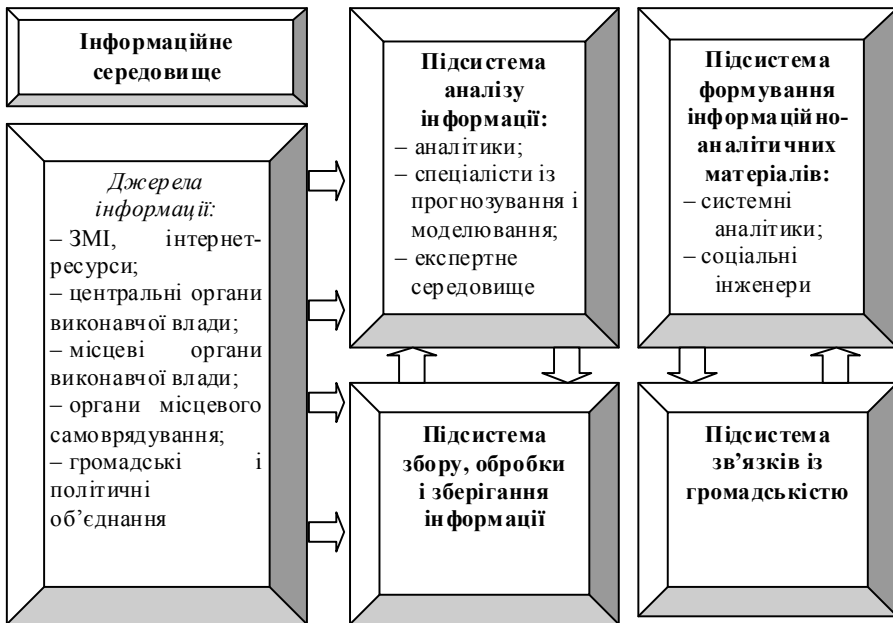 Інформаційне
середовище
Джерела
інформації:
– ЗМІ, інтернет-
ресурси;
– центральні органи
виконавчої влади;
– місцеві органи
виконавчої влади;
– органи місцевого
самоврядування;
– громадські і
політичні
об’єднання
Підсистема
аналізу
інформації:
– аналітики;
– спеціалісти із
прогнозування і
моделювання;
– експертне
середовище
Підсистема
формування
інформаційно-
аналітичних
матеріалів:
– системні
аналітики;
– соціальні
інженери
Підсистема
збору, обробки
і зберігання
інформації
Підсистема
зв’язків із
громадськістю